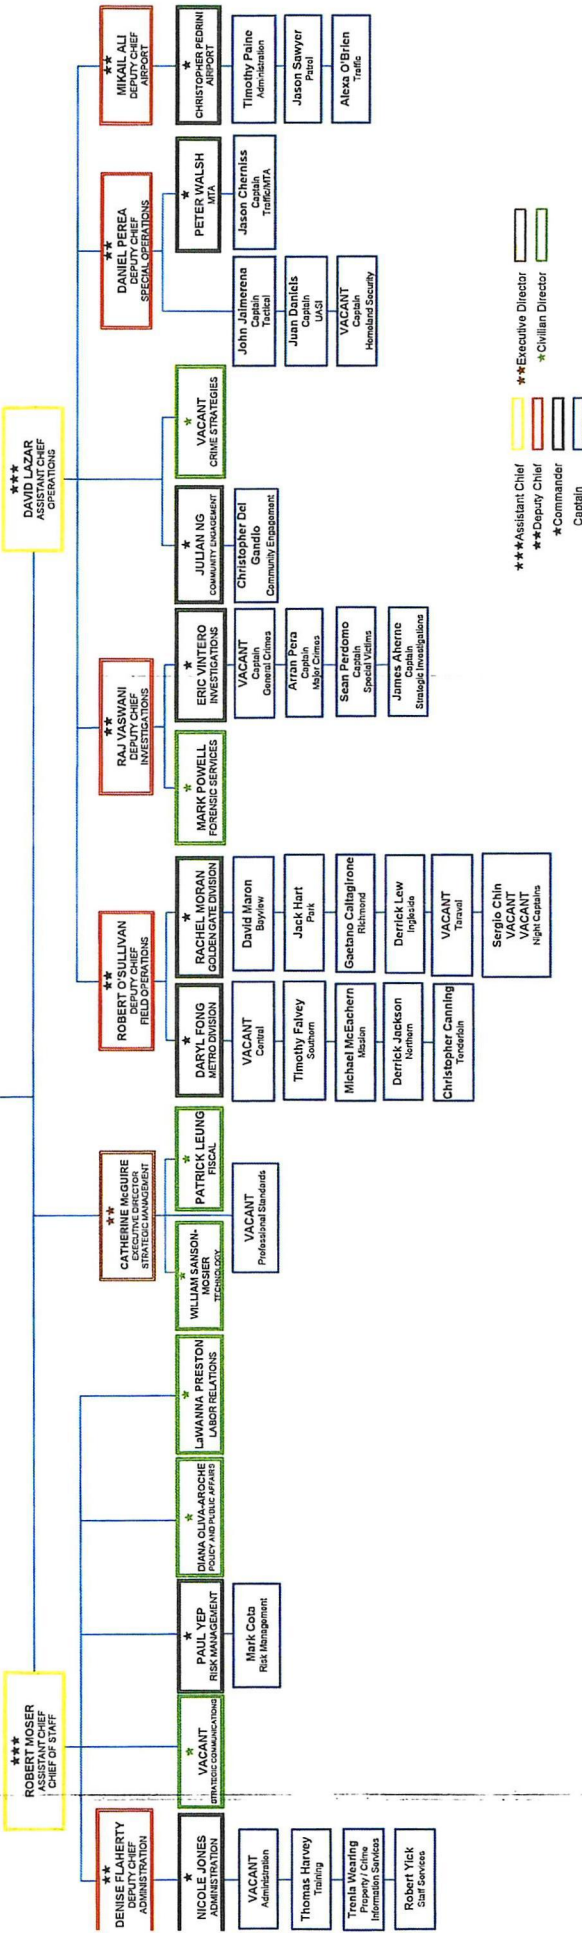 ★★★
ROBERT MOSER
ASSISTANT CHIEF
CHIEF OF STAFF
★★★
DAVID LAZAR
ASSISTANT CHIEF
OPERATIONS
★★
DENISE FLAHERTY
DEPUTY CHIEF
ADMINISTRATION
★★
CATHERINE McGUIRE
EXECUTIVE DIRECTOR
STRATEGIC MANAGEMENT
★★
ROBERT O'SULLIVAN
DEPUTY CHIEF
FIELD OPERATIONS
★★
RAJ VASWANI
DEPUTY CHIEF
INVESTIGATIONS
★★
DANIEL PEREA
DEPUTY CHIEF
SPECIAL OPERATIONS
★★
MIKAIL ALI
DEPUTY CHIEF
AIRPORT
★
NICOLE JONES
ADMINISTRATION
★
VACANT
STRATEGIC COMMUNICATIONS
★
PAUL YEP
RISK MANAGEMENT
★
DIANA OLIVA-AROCHE
POLICY AND PUBLIC AFFAIRS
★
LaWANNA PRESTON
LABOR RELATIONS
★
WILLIAM SANSON-
MOSIER
TECHNOLOGY
★
PATRICK LEUNG
FISCAL
★
DARYL FONG
METRO DIVISION
★
RACHEL MORAN
GOLDEN GATE DIVISION
★
MARK POWELL
FORENSIC SERVICES
★
ERIC VINTERO
INVESTIGATIONS
★
JULIAN NG
COMMUNITY ENGAGEMENT
★
VACANT
CRIME STRATEGIES
★
PETER WALSH
MTA
★
CHRISTOPHER PEDRINI
AIRPORT
VACANT
Administration
Thomas Harvey
Training
Trenia Wearing
Property / Crime
Information Services
Robert Yick
Staff Services
Mark Cota
Risk Management
VACANT
Professional Standards
VACANT
Central
Timothy Falvey
Southern
Michael McEachern
Mission
Derrick Jackson
Northern
Christopher Canning
Tenderloin
David Maron
Bayview
Jack Hart
Park
Gaetano Caltagirone
Richmond
Derrick Lew
Ingleside
VACANT
Taraval
Sergio Chin
VACANT
VACANT
Night Captains
VACANT
Captain
General Crimes
Arran Pera
Captain
Major Crimes
Sean Perdomo
Captain
Special Victims
James Aherne
Captain
Strategic Investigations
Christopher Del
Gandio
Community Engagement
John Jaimerena
Captain
Tactical
Juan Daniels
Captain
UASI
VACANT
Captain
Homeland Security
Jason Cherniss
Captain
Traffic/MTA
Timothy Paine
Administration
Jason Sawyer
Patrol
Alexa O'Brien
Traffic
★★★Assistant Chief
★★Deputy Chief
★Commander
Captain
★★Executive Director
★Civilian Director